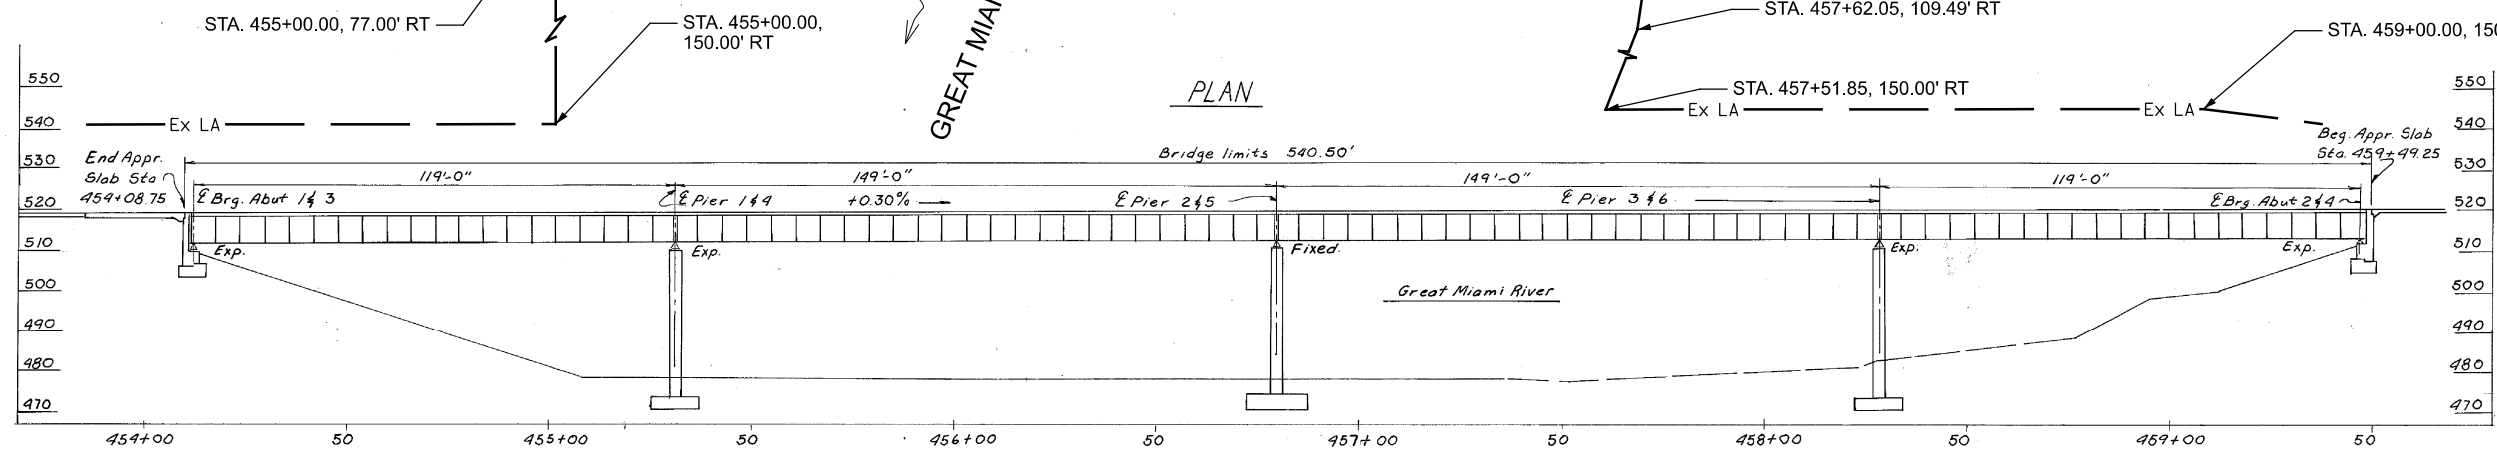 STA. 455+00.00, 77.00' RT
STA. 455+00.00,
150.00' RT
GREAT MIAM
STA. 457+62.05, 109.49' RT
STA. 459+00.00, 150
PLAN
STA. 457+51.85, 150.00' RT
Ex LA
Ex LA
Ex LA
550
540
530
520
510
500
490
480
470
550
540
530
520
510
500
490
480
470
End Appr.
Slab Sta
454+08.75
Bridge limits 540.50'
Beg. Appr. Slab
Sta. 459+49.25
119'-0"
149'-0"
149'-0"
119'-0"
℄ Brg. Abut 1 & 3
℄ Pier 1 & 4
+0.30%
℄ Pier 2 & 5
℄ Pier 3 & 6
℄ Brg. Abut 2 & 4
Exp.
Exp.
Fixed.
Exp.
Exp.
Great Miami River
454+00
50
455+00
50
456+00
50
457+00
50
458+00
50
459+00
50